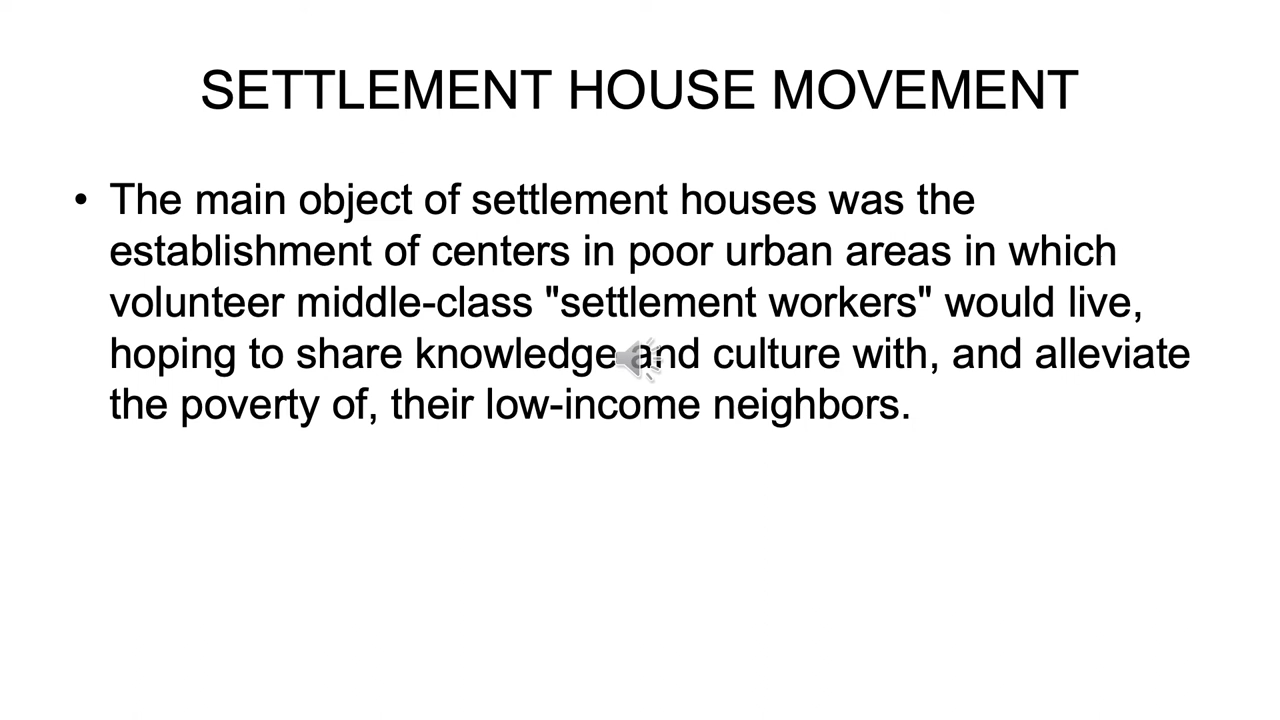 SETTLEMENT HOUSE MOVEMENT
• The main object of settlement houses was the
establishment of centers in poor urban areas in which
volunteer middle-class "settlement workers" would live,
hoping to share knowledge and culture with, and alleviate
the poverty of, their low-income neighbors.